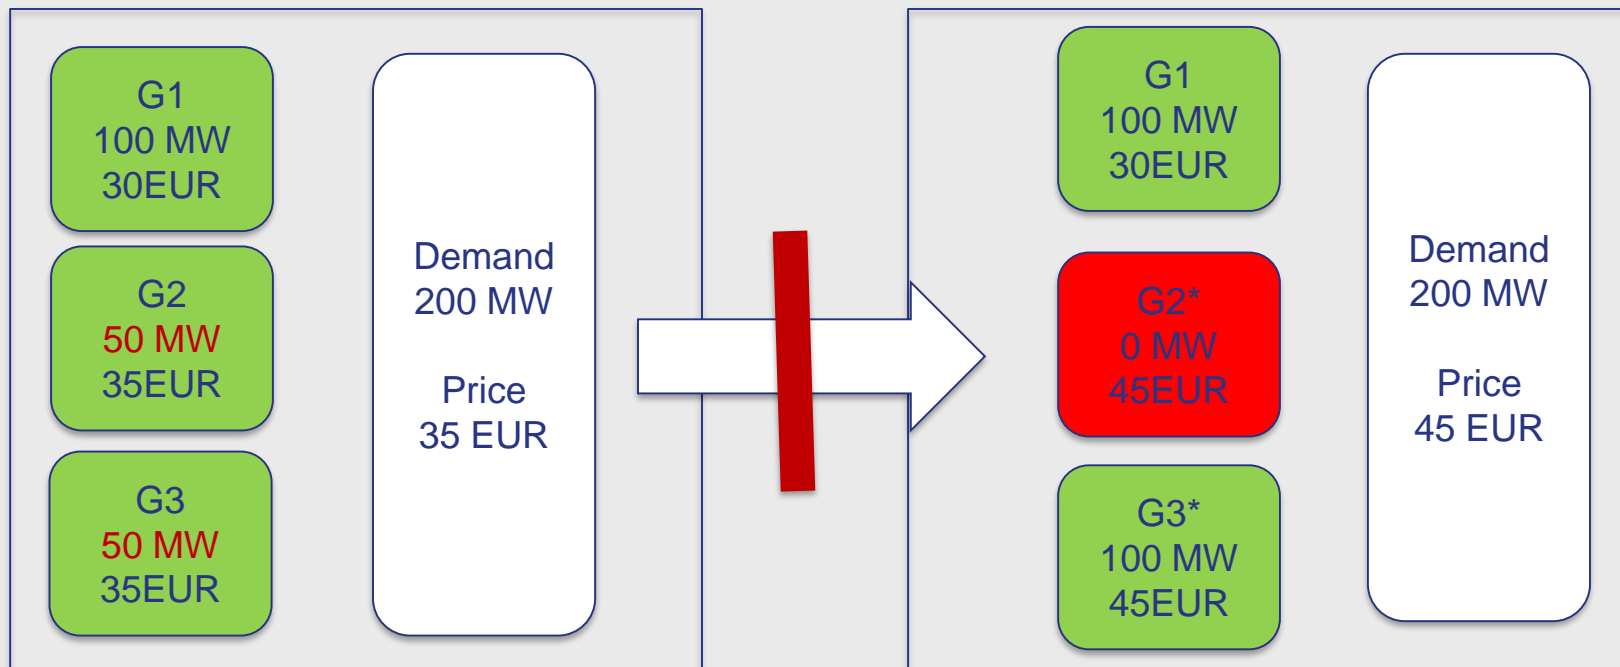 G1
100 MW
30EUR
G2
50 MW
35EUR
G3
50 MW
35EUR
Demand
200 MW
Price
35 EUR
G1
100 MW
30EUR
G2*
0 MW
45EUR
G3*
100 MW
45EUR
Demand
200 MW
Price
45 EUR